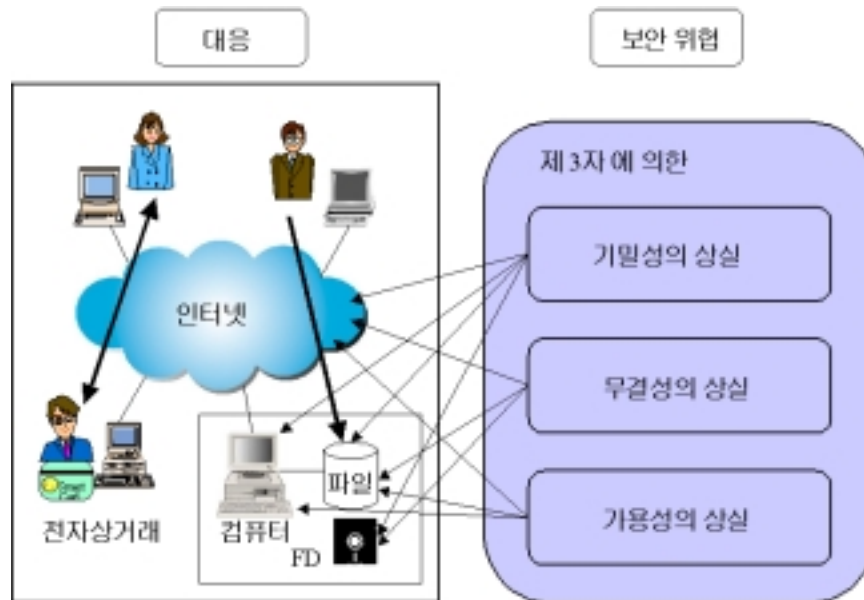 대응
보안 위협
제 3자 에 의한
기밀성의 상실
인터넷
무결성의 상실
파일
전자상거래
컴퓨터
가용성의 상실
FD